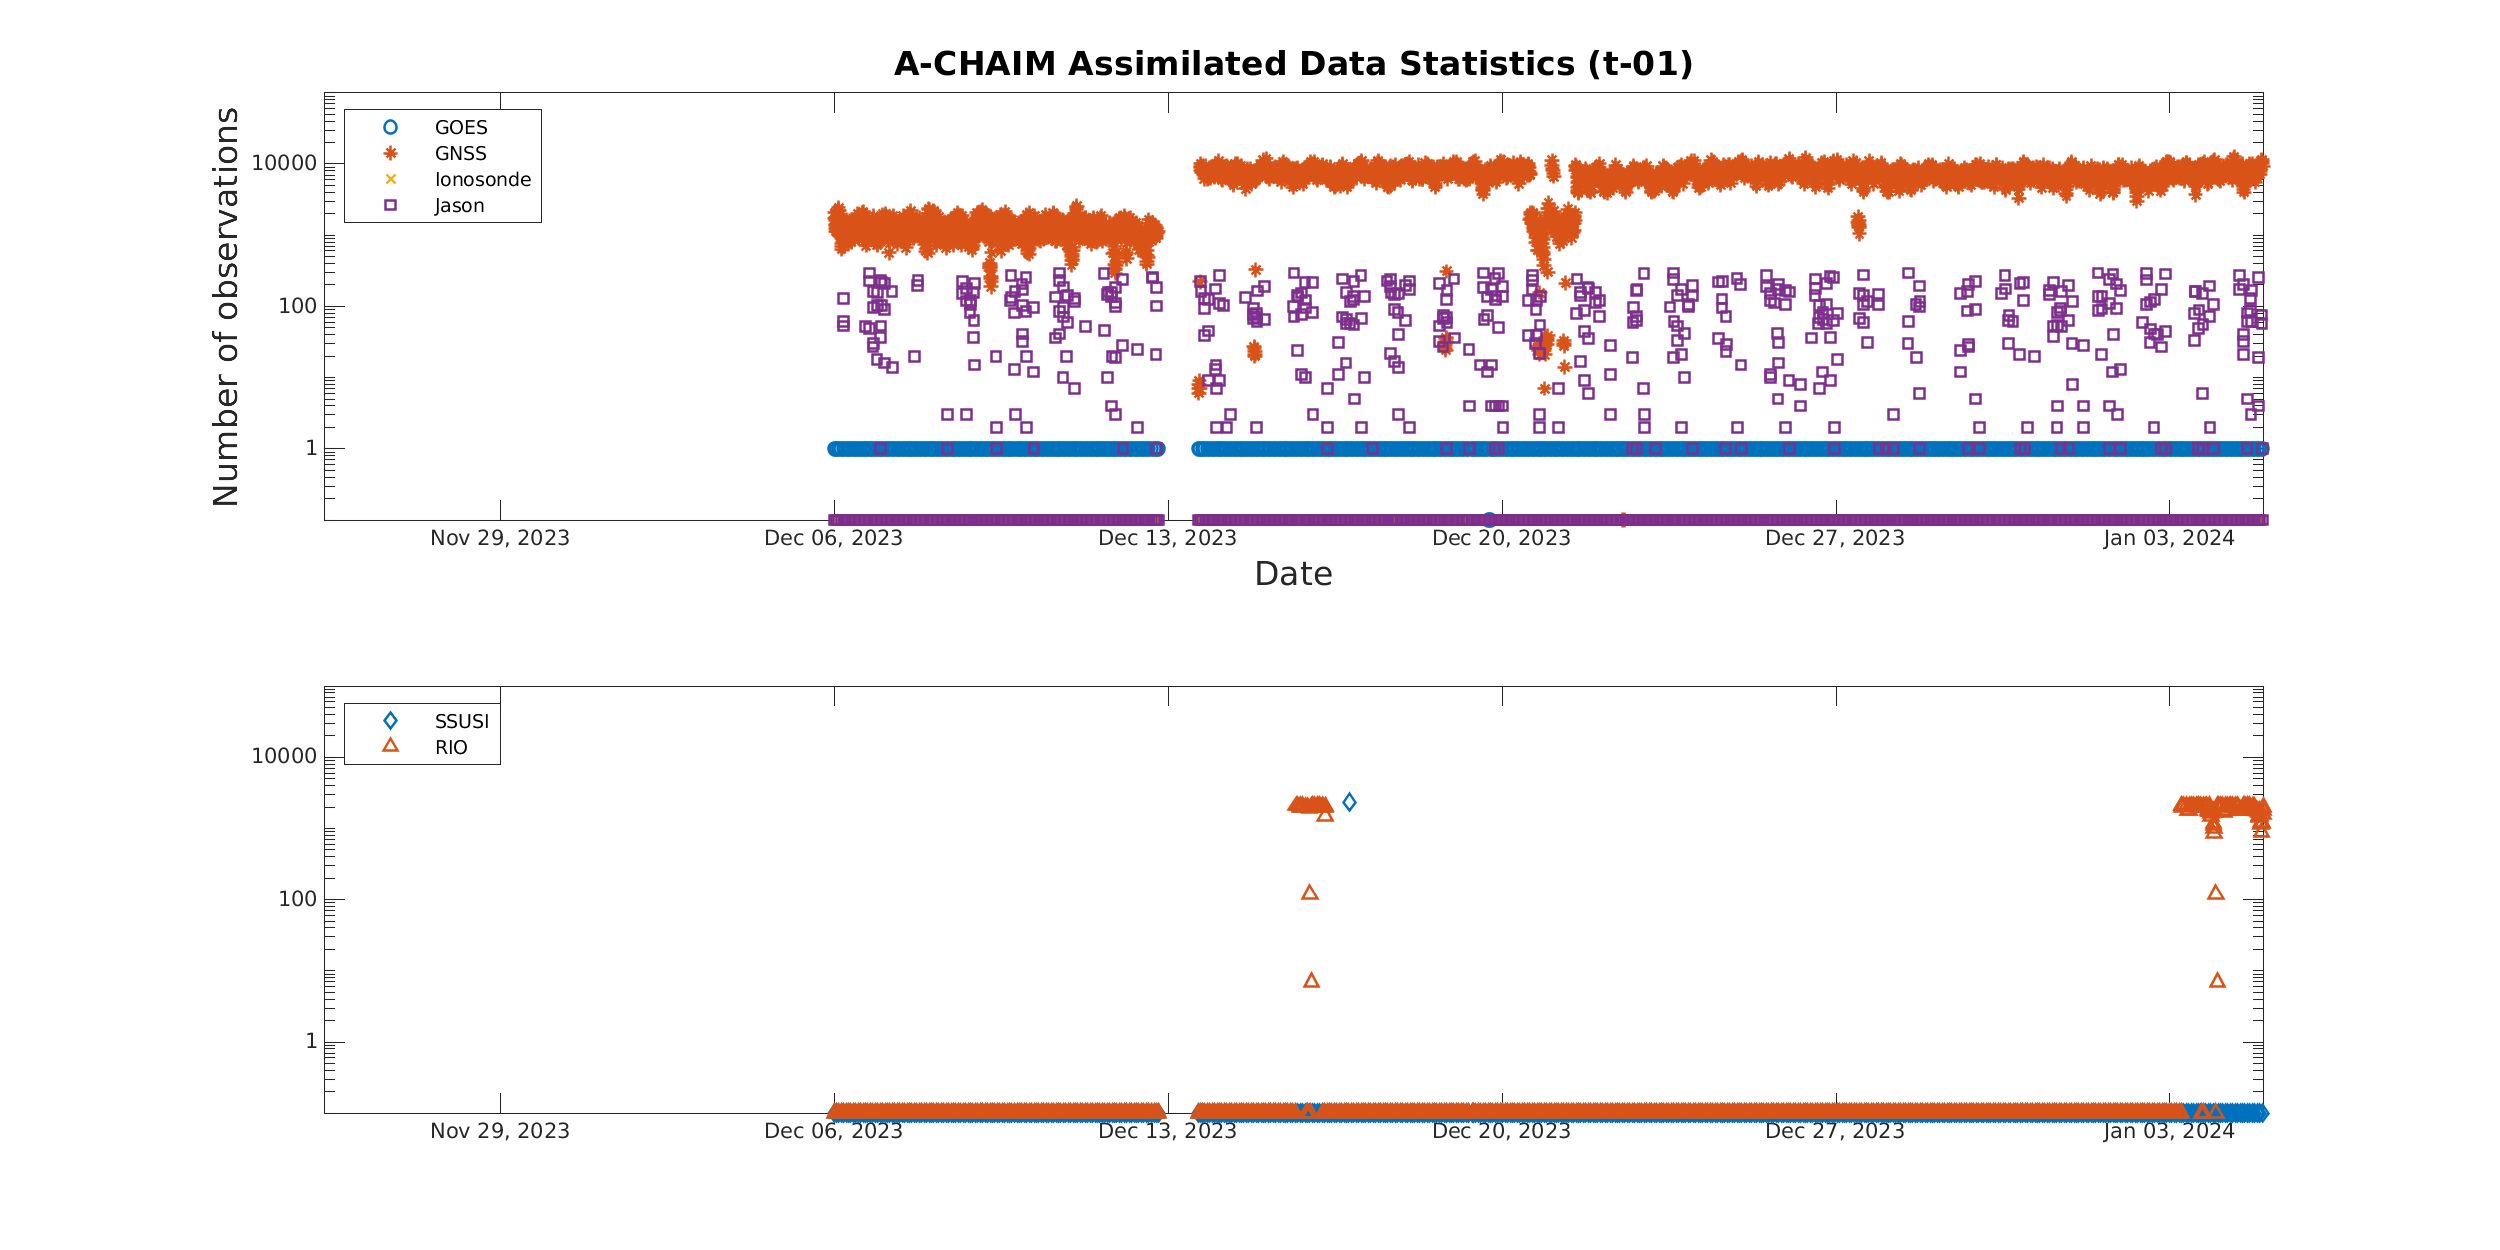 A-CHAIM Assimilated Data Statistics (t-01)
Number of observations
10000
100
1
GOES
GNSS
Ionosonde
Jason
Nov 29, 2023
Dec 06, 2023
Dec 13, 2023
Dec 20, 2023
Dec 27, 2023
Jan 03, 2024
Date
10000
100
1
SSUSI
RIO
Nov 29, 2023
Dec 06, 2023
Dec 13, 2023
Dec 20, 2023
Dec 27, 2023
Jan 03, 2024